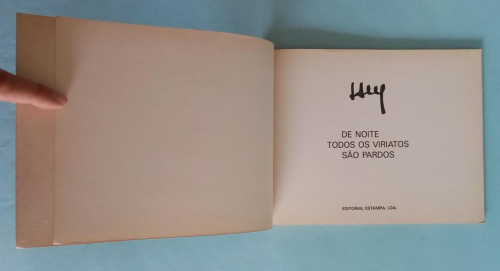 DE NOITE
TODOS OS VIRIATOS
SÃO PARDOS
EDITORIAL ESTAMPA, LDA.